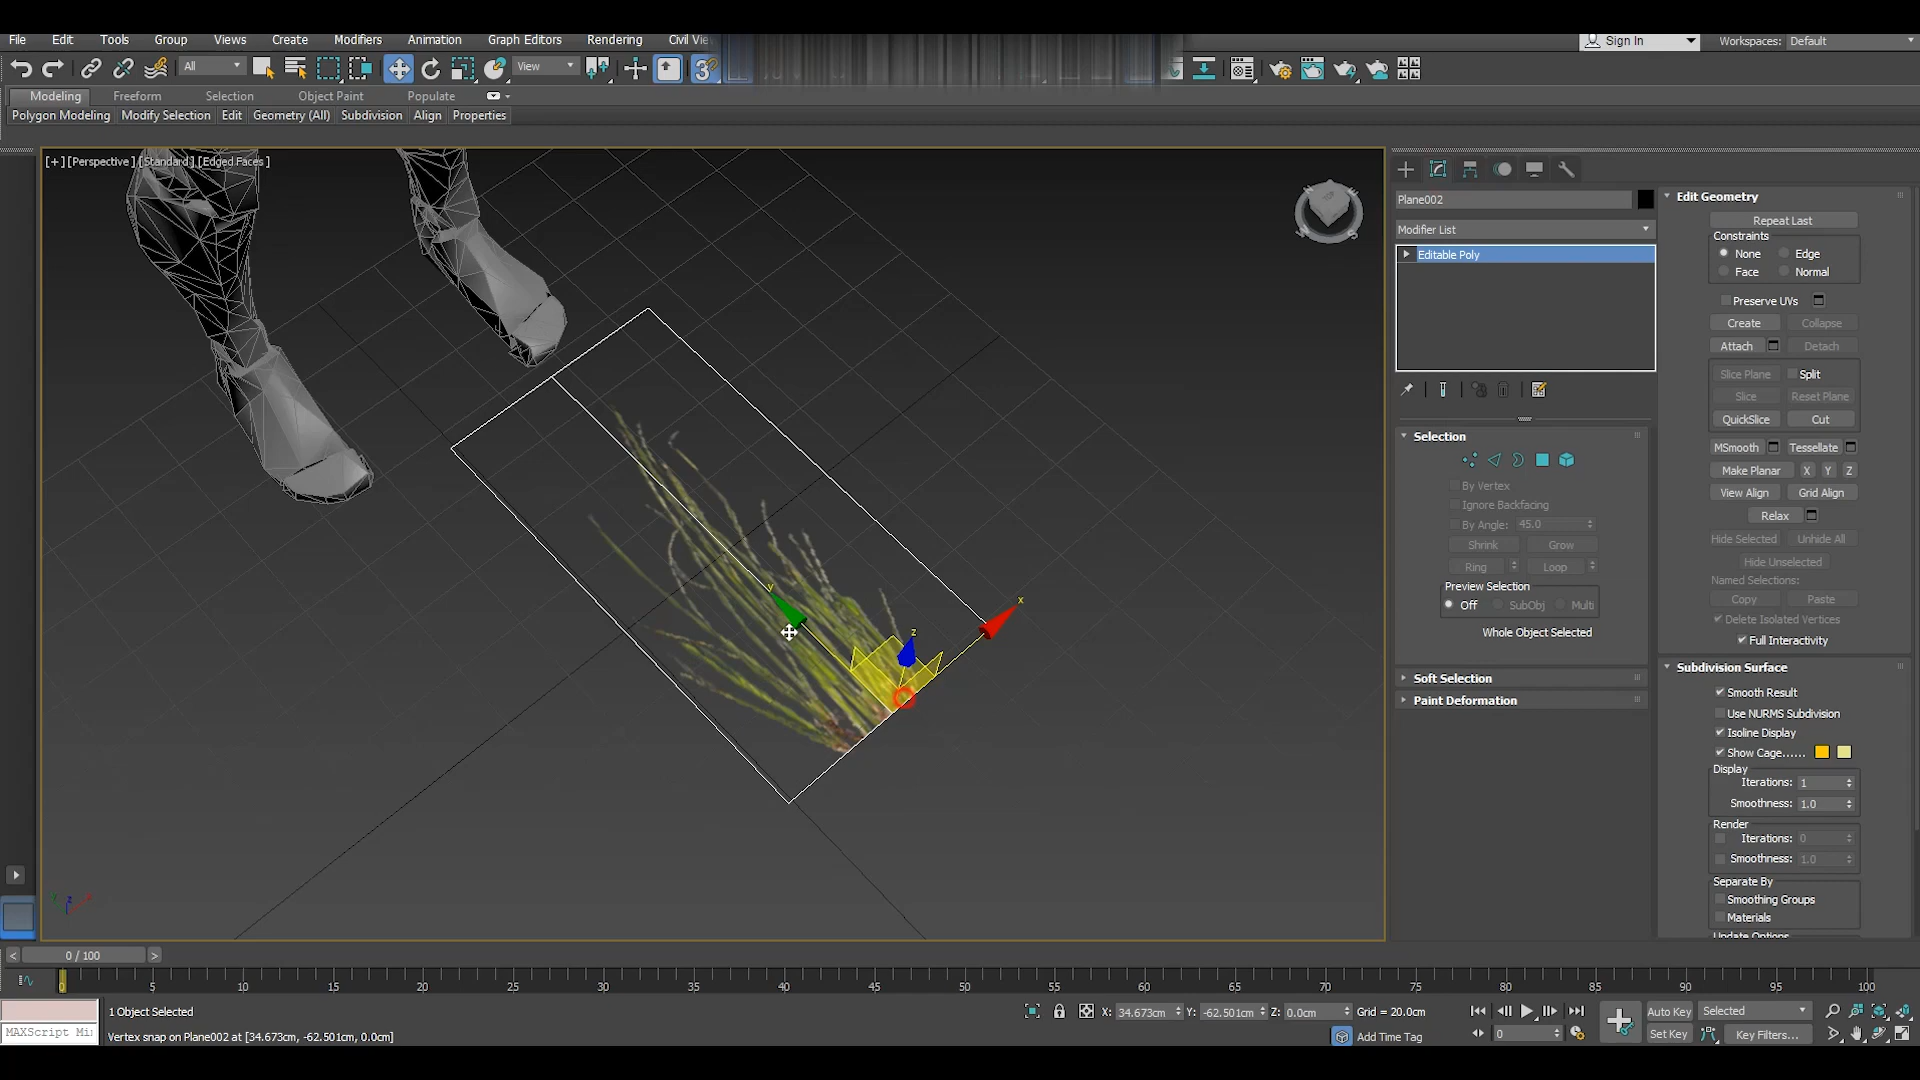 File Edit Tools Group Views Create Modifiers Animation Graph Editors Rendering Civil Vie
Sign In Workspaces: Default
All View
Modeling Freeform Selection Object Paint Populate
Polygon Modeling Modify Selection Edit Geometry (All) Subdivision Align Properties
[+] [Perspective] [Standard] [Edged Faces]
y
x
z
Plane002
Modifier List
Editable Poly
Selection
By Vertex
Ignore Backfacing
By Angle: 45.0
Shrink Grow
Ring Loop
Preview Selection
Off SubObj Multi
Whole Object Selected
Soft Selection
Paint Deformation
Edit Geometry
Repeat Last
Constraints
None Edge
Face Normal
Preserve UVs
Create Collapse
Attach Detach
Slice Plane Split
Slice Reset Plane
QuickSlice Cut
MSmooth Tessellate
Make Planar X Y Z
View Align Grid Align
Relax
Hide Selected Unhide All
Hide Unselected
Named Selections:
Copy Paste
Delete Isolated Vertices
Full Interactivity
Subdivision Surface
Smooth Result
Use NURMS Subdivision
Isoline Display
Show Cage......
Display
Iterations: 1
Smoothness: 1.0
Render
Iterations: 0
Smoothness: 1.0
Separate By
Smoothing Groups
Materials
Update Options
< 0 / 100 >
0 5 10 15 20 25 30 35 40 45 50 55 60 65 70 75 80 85 90 95 100
1 Object Selected X: 34.673cm Y: -62.501cm Z: 0.0cm Grid = 20.0cm Auto Key Selected
MAXScript Mi Vertex snap on Plane002 at [34.673cm, -62.501cm, 0.0cm] Add Time Tag 0 Set Key Key Filters...